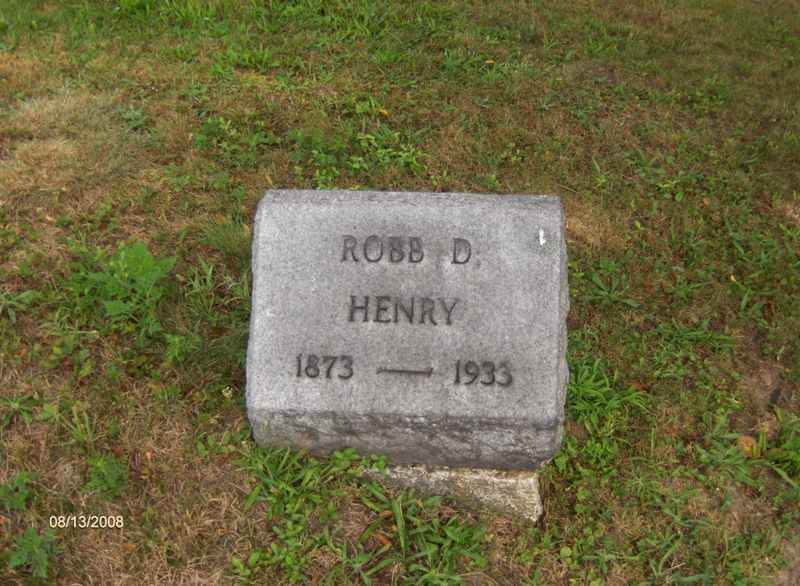 ROBB D.
HENRY
1873 — 1933
08/13/2008